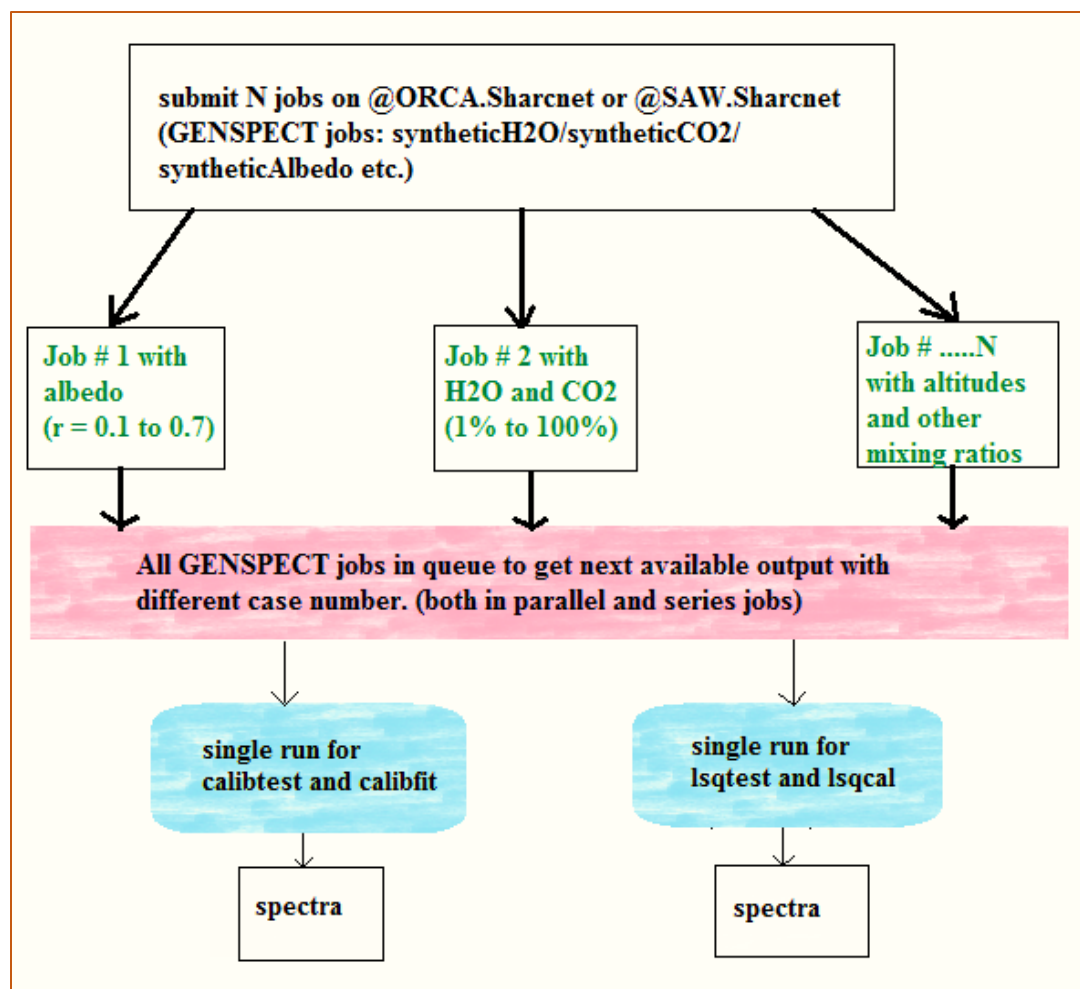 submit N jobs on @ORCA.Sharcnet or @SAW.Sharcnet
(GENSPECT jobs: syntheticH2O/syntheticCO2/
syntheticAlbedo etc.)
Job # 1 with
albedo
(r = 0.1 to 0.7)
Job # 2 with
H2O and CO2
(1% to 100%)
Job # .....N
with altitudes
and other
mixing ratios
All GENSPECT jobs in queue to get next available output with
different case number. (both in parallel and series jobs)
single run for
calibtest and calibfit
single run for
lsqtest and lsqcal
spectra
spectra